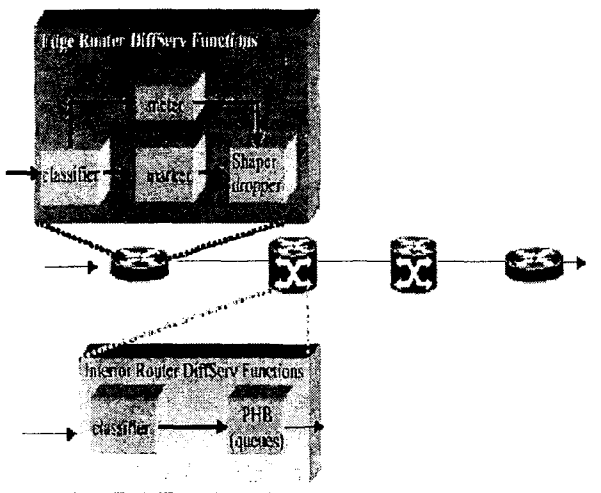 Edge Router DiffServ Functions
meter
classifier
marker
Shaper
dropper
Interior Router DiffServ Functions
classifier
PHB
(queues)